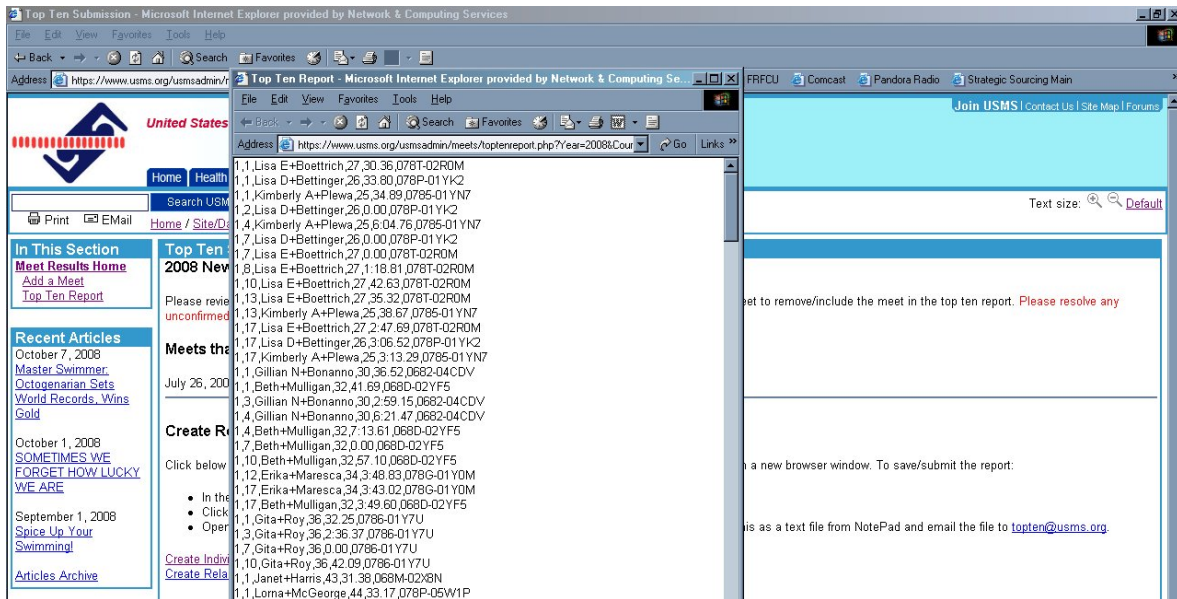 Top Ten Submission - Microsoft Internet Explorer provided by Network & Computing Services
File Edit View Favorites Tools Help
Back Search Favorites
Address https://www.usms.org/usmsadmin/
FRFCU Comcast Pandora Radio Strategic Sourcing Main
Join USMS | Contact Us | Site Map | Forums
United States
Home Health
Search USM
Print EMail
Home / Site/Da
Text size: Default
In This Section
Meet Results Home
Add a Meet
Top Ten Report
Recent Articles
October 7, 2008
Master Swimmer:
Octogenarian Sets
World Records, Wins
Gold
October 1, 2008
SOMETIMES WE
FORGET HOW LUCKY
WE ARE
September 1, 2008
Spice Up Your
Swimming!
Articles Archive
Top Ten
2008 New
Please revie
eet to remove/include the meet in the top ten report. Please resolve any
unconfirmed
Meets tha
July 26, 200
Create Re
Click below
n a new browser window. To save/submit the report:
In the
Click
Oper
his as a text file from NotePad and email the file to topten@usms.org.
Create Indivi
Create Rela
Top Ten Report - Microsoft Internet Explorer provided by Network & Computing Se...
File Edit View Favorites Tools Help
Back Search Favorites
Address https://www.usms.org/usmsadmin/meets/toptenreport.php?Year=2008&Cour Go Links
1,1,Lisa E+Boettrich,27,30.36,078T-02R0M
1,1,Lisa D+Bettinger,26,33.80,078P-01YK2
1,1,Kimberly A+Plewa,25,34.89,0785-01YN7
1,2,Lisa D+Bettinger,26,0.00,078P-01YK2
1,4,Kimberly A+Plewa,25,6:04.76,0785-01YN7
1,7,Lisa D+Bettinger,26,0.00,078P-01YK2
1,7,Lisa E+Boettrich,27,0.00,078T-02R0M
1,8,Lisa E+Boettrich,27,1:18.81,078T-02R0M
1,10,Lisa E+Boettrich,27,42.63,078T-02R0M
1,13,Lisa E+Boettrich,27,35.32,078T-02R0M
1,13,Kimberly A+Plewa,25,38.67,0785-01YN7
1,17,Lisa E+Boettrich,27,2:47.69,078T-02R0M
1,17,Lisa D+Bettinger,26,3:06.52,078P-01YK2
1,17,Kimberly A+Plewa,25,3:13.29,0785-01YN7
1,1,Gillian N+Bonanno,30,36.52,0682-04CDV
1,1,Beth+Mulligan,32,41.69,068D-02YF5
1,3,Gillian N+Bonanno,30,2:59.15,0682-04CDV
1,4,Gillian N+Bonanno,30,6:21.47,0682-04CDV
1,4,Beth+Mulligan,32,7:13.61,068D-02YF5
1,7,Beth+Mulligan,32,0.00,068D-02YF5
1,10,Beth+Mulligan,32,57.10,068D-02YF5
1,12,Erika+Maresca,34,3:48.83,078G-01Y0M
1,17,Erika+Maresca,34,3:43.02,078G-01Y0M
1,17,Beth+Mulligan,32,3:49.60,068D-02YF5
1,1,Gita+Roy,36,32.25,0786-01Y7U
1,3,Gita+Roy,36,2:36.37,0786-01Y7U
1,7,Gita+Roy,36,0.00,0786-01Y7U
1,10,Gita+Roy,36,42.09,0786-01Y7U
1,1,Janet+Harris,43,31.38,068M-02X8N
1,1,Lorna+McGeorge,44,33.17,078P-05W1P